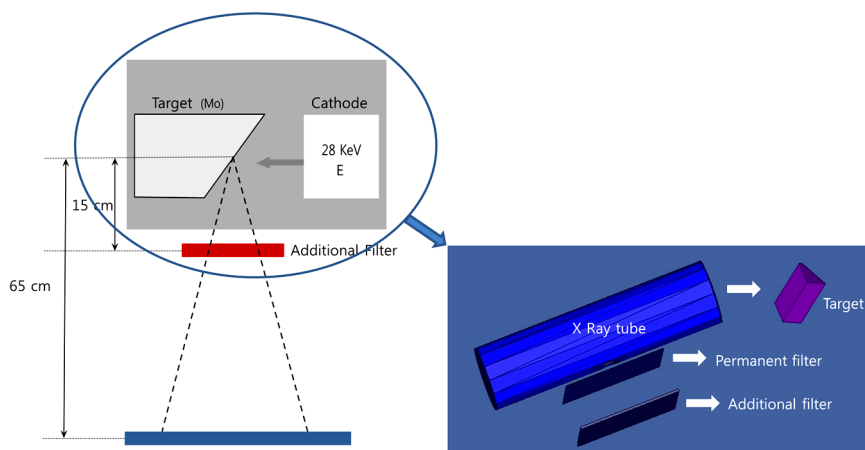 Target (Mo)
Cathode
28 KeV
E
15 cm
Additional Filter
65 cm
X Ray tube
Target
Permanent filter
Additional filter